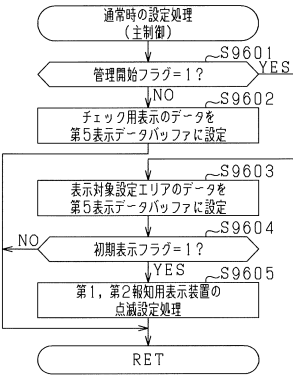 通常時の設定処理
(主制御)
S9601
管理開始フラグ=1?
YES
NO
S9602
チェック用表示のデータを
第5表示データバッファに設定
S9603
表示対象設定エリアのデータを
第5表示データバッファに設定
S9604
NO
初期表示フラグ=1?
YES
S9605
第1,第2報知用表示装置の
点滅設定処理
RET